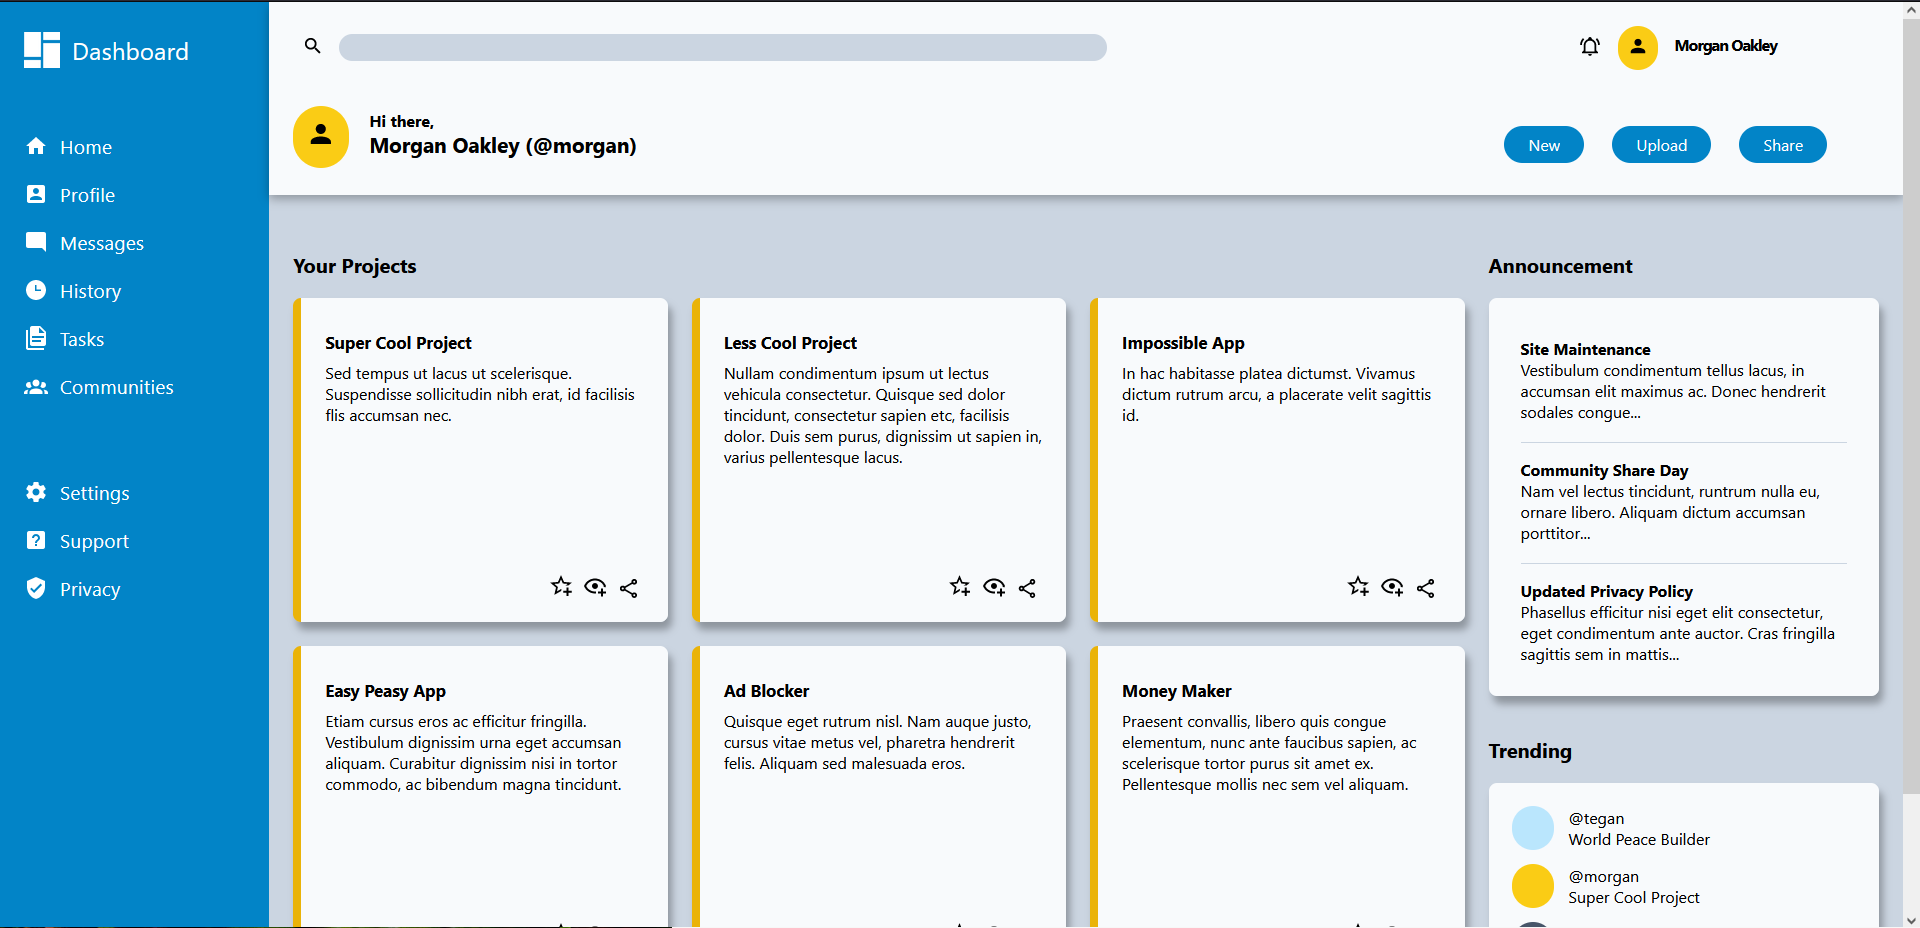 Dashboard
Home
Profile
Messages
History
Tasks
Communities
Settings
Support
Privacy
Morgan Oakley
Hi there,
Morgan Oakley (@morgan)
New
Upload
Share
Your Projects
Super Cool Project
Sed tempus ut lacus ut scelerisque.
Suspendisse sollicitudin nibh erat, id facilisis
flis accumsan nec.
Less Cool Project
Nullam condimentum ipsum ut lectus
vehicula consectetur. Quisque sed dolor
tincidunt, consectetur sapien etc, facilisis
dolor. Duis sem purus, dignissim ut sapien in,
varius pellentesque lacus.
Impossible App
In hac habitasse platea dictumst. Vivamus
dictum rutrum arcu, a placerate velit sagittis
id.
Easy Peasy App
Etiam cursus eros ac efficitur fringilla.
Vestibulum dignissim urna eget accumsan
aliquam. Curabitur dignissim nisi in tortor
commodo, ac bibendum magna tincidunt.
Ad Blocker
Quisque eget rutrum nisl. Nam auque justo,
cursus vitae metus vel, pharetra hendrerit
felis. Aliquam sed malesuada eros.
Money Maker
Praesent convallis, libero quis congue
elementum, nunc ante faucibus sapien, ac
scelerisque tortor purus sit amet ex.
Pellentesque mollis nec sem vel aliquam.
Announcement
Site Maintenance
Vestibulum condimentum tellus lacus, in
accumsan elit maximus ac. Donec hendrerit
sodales congue...
Community Share Day
Nam vel lectus tincidunt, runtrum nulla eu,
ornare libero. Aliquam dictum accumsan
porttitor...
Updated Privacy Policy
Phasellus efficitur nisi eget elit consectetur,
eget condimentum ante auctor. Cras fringilla
sagittis sem in mattis...
Trending
@tegan
World Peace Builder
@morgan
Super Cool Project